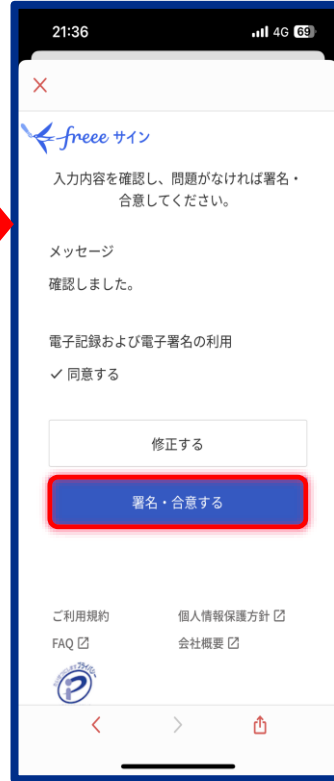 21:36
4G 69
freee サイン
入力内容を確認し、問題がなければ署名・
合意してください。
メッセージ
確認しました。
電子記録および電子署名の利用
同意する
修正する
署名・合意する
ご利用規約 個人情報保護方針
FAQ 会社概要